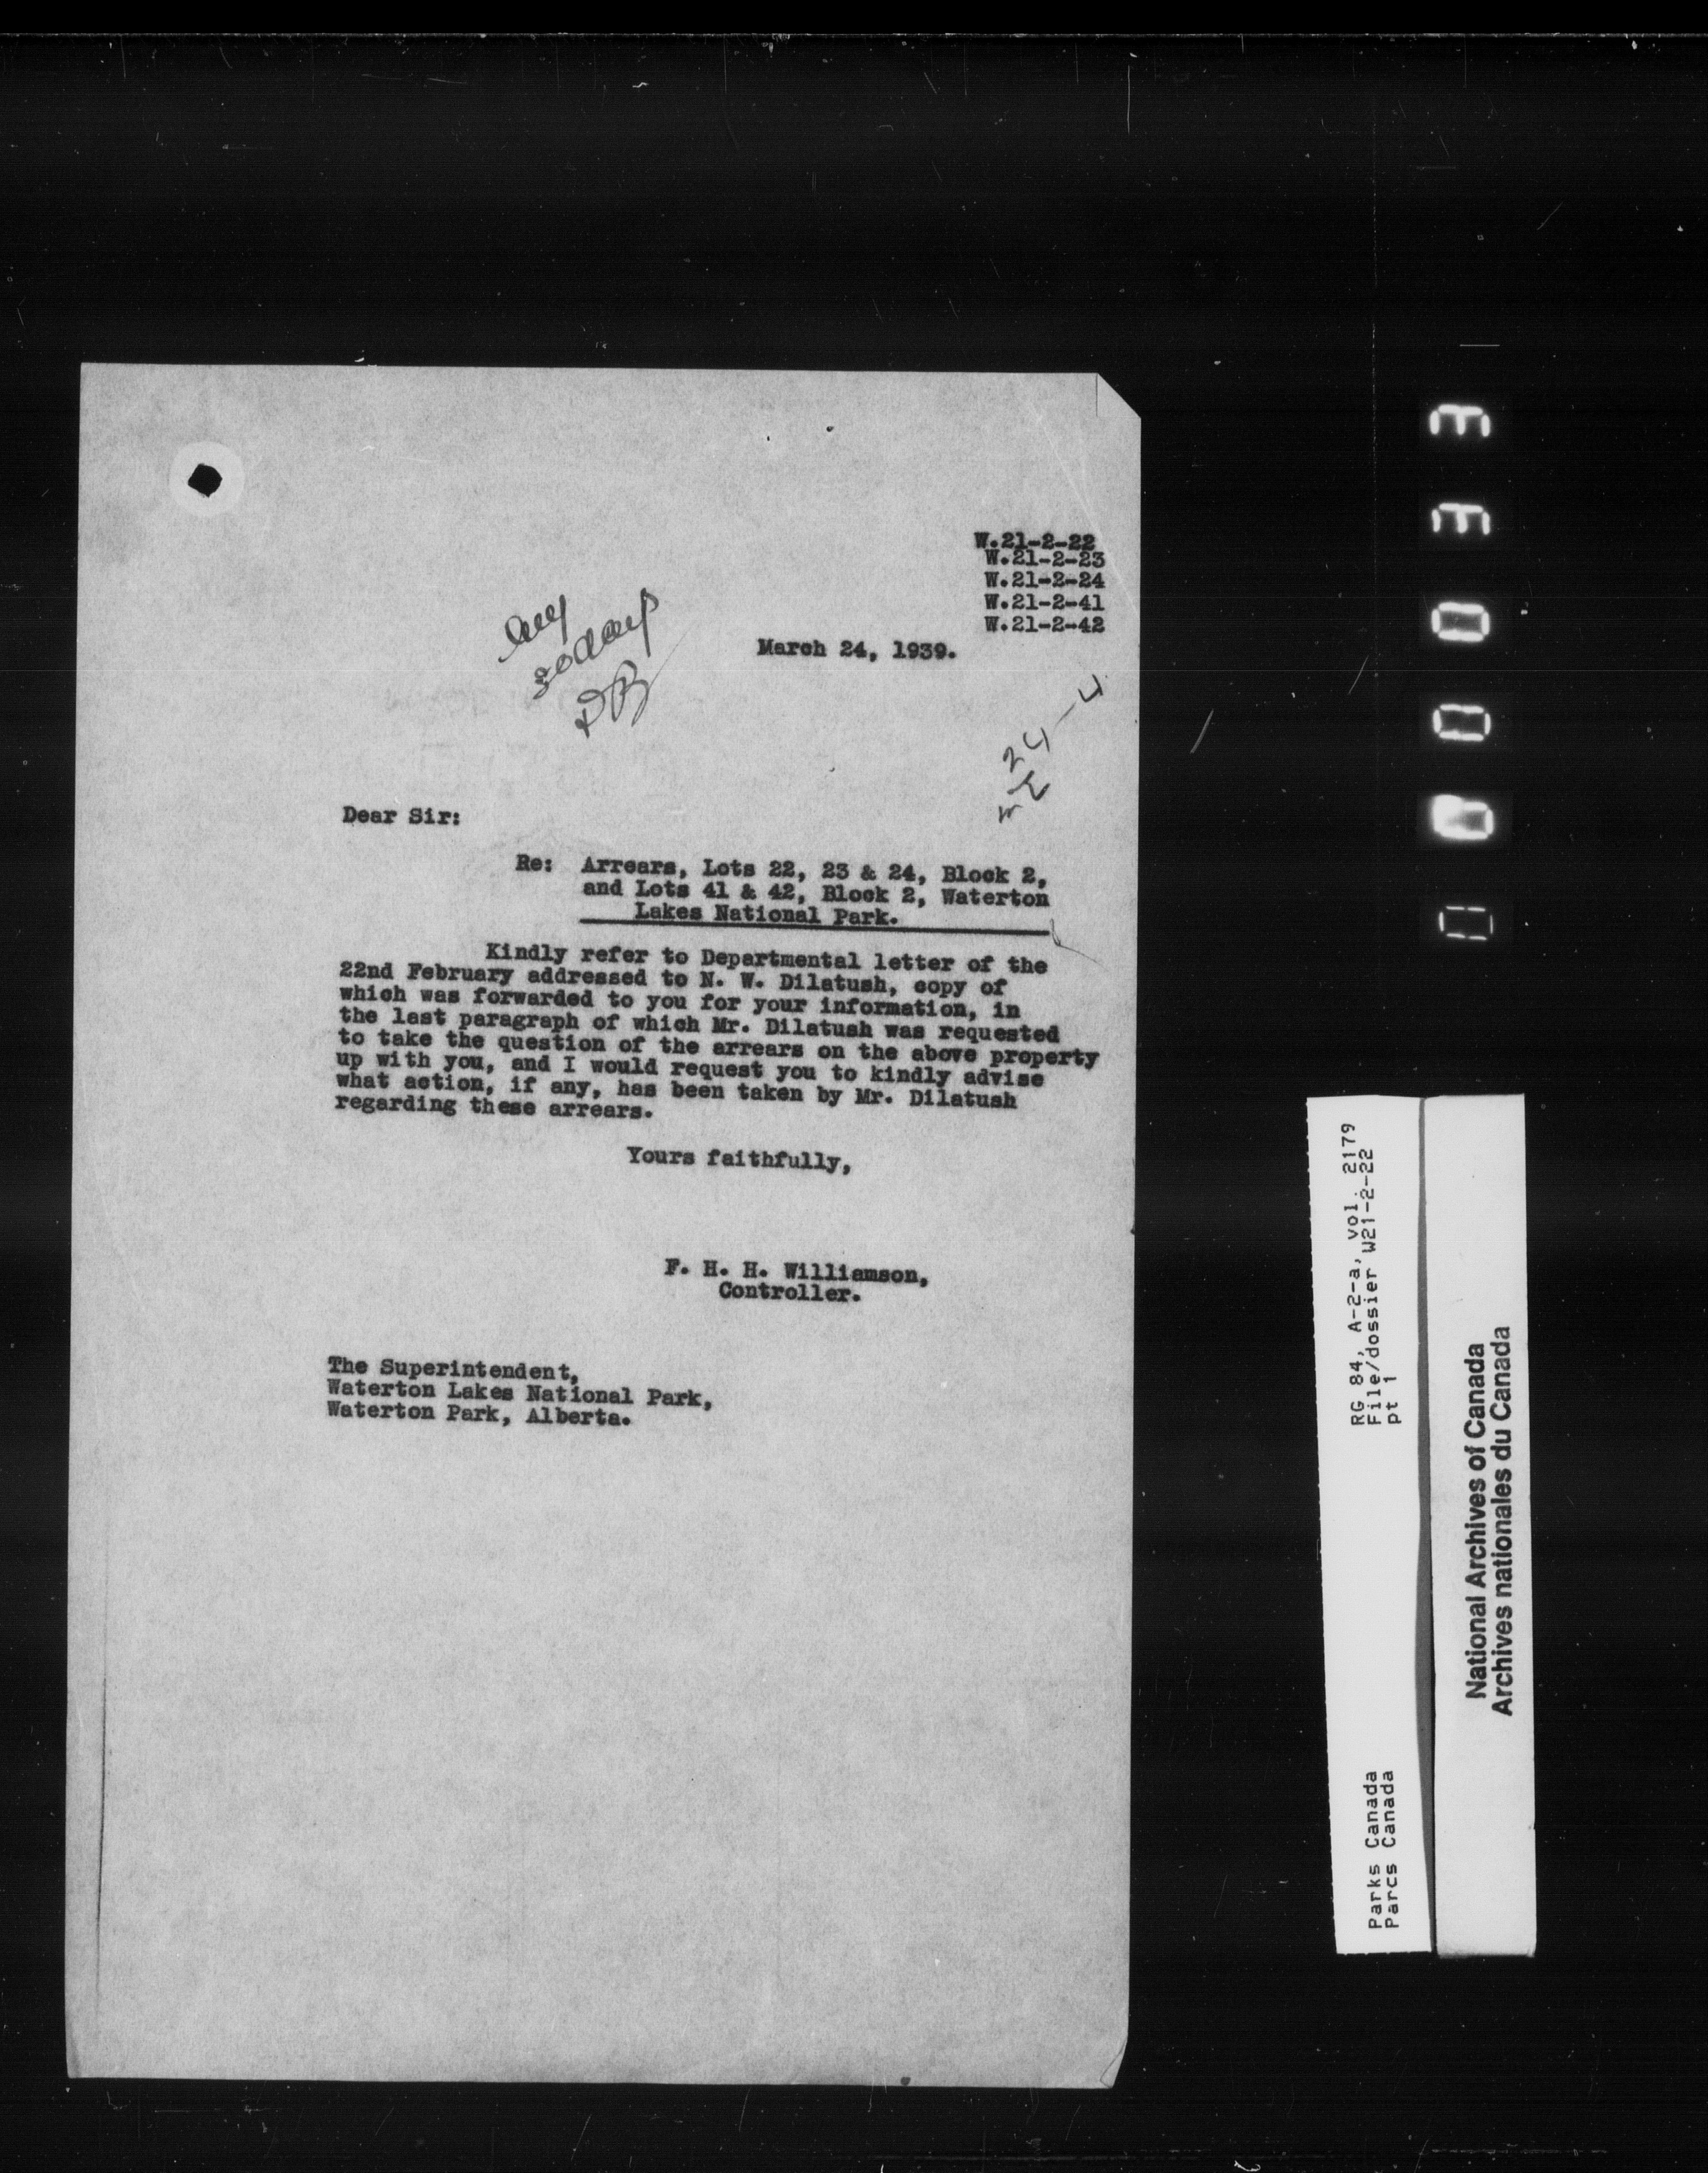 W.21-2-22
W.21-2-23
W.21-2-24
W.21-2-41
W.21-2-42
March 24, 1939.
30 days
DB
24-4
Dear Sir:
Re: Arrears, Lots 22, 23 & 24, Block 2,
and Lots 41 & 42, Block 2, Waterton
Lakes National Park.
Kindly refer to Departmental letter of the
22nd February addressed to N. W. Dilatush, copy of
which was forwarded to you for your information, in
the last paragraph of which Mr. Dilatush was requested
to take the question of the arrears on the above property
up with you, and I would request you to kindly advise
what action, if any, has been taken by Mr. Dilatush
regarding these arrears.
Yours faithfully,
F. H. H. Williamson,
Controller.
The Superintendent,
Waterton Lakes National Park,
Waterton Park, Alberta.
RG 84, A-2-a, vol. 2179
File/dossier W21-2-22
pt 1
Parks Canada
Parcs Canada
National Archives of Canada
Archives nationales du Canada